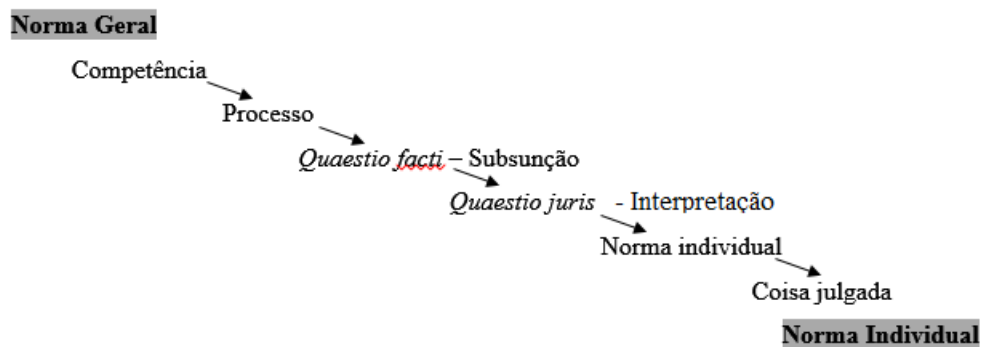 Norma Geral
Competência
Processo
Quaestio facti – Subsunção
Quaestio juris - Interpretação
Norma individual
Coisa julgada
Norma Individual